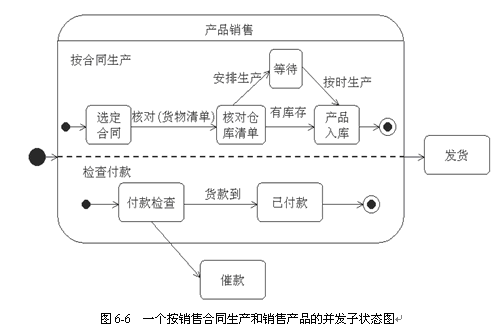 产品销售
按合同生产
等待
安排生产
按时生产
选定
合同
核对(货物清单)
核对仓
库清单
有库存
产品
入库
发货
检查付款
付款检查
货款到
已付款
催款
图6-6 一个按销售合同生产和销售产品的并发子状态图